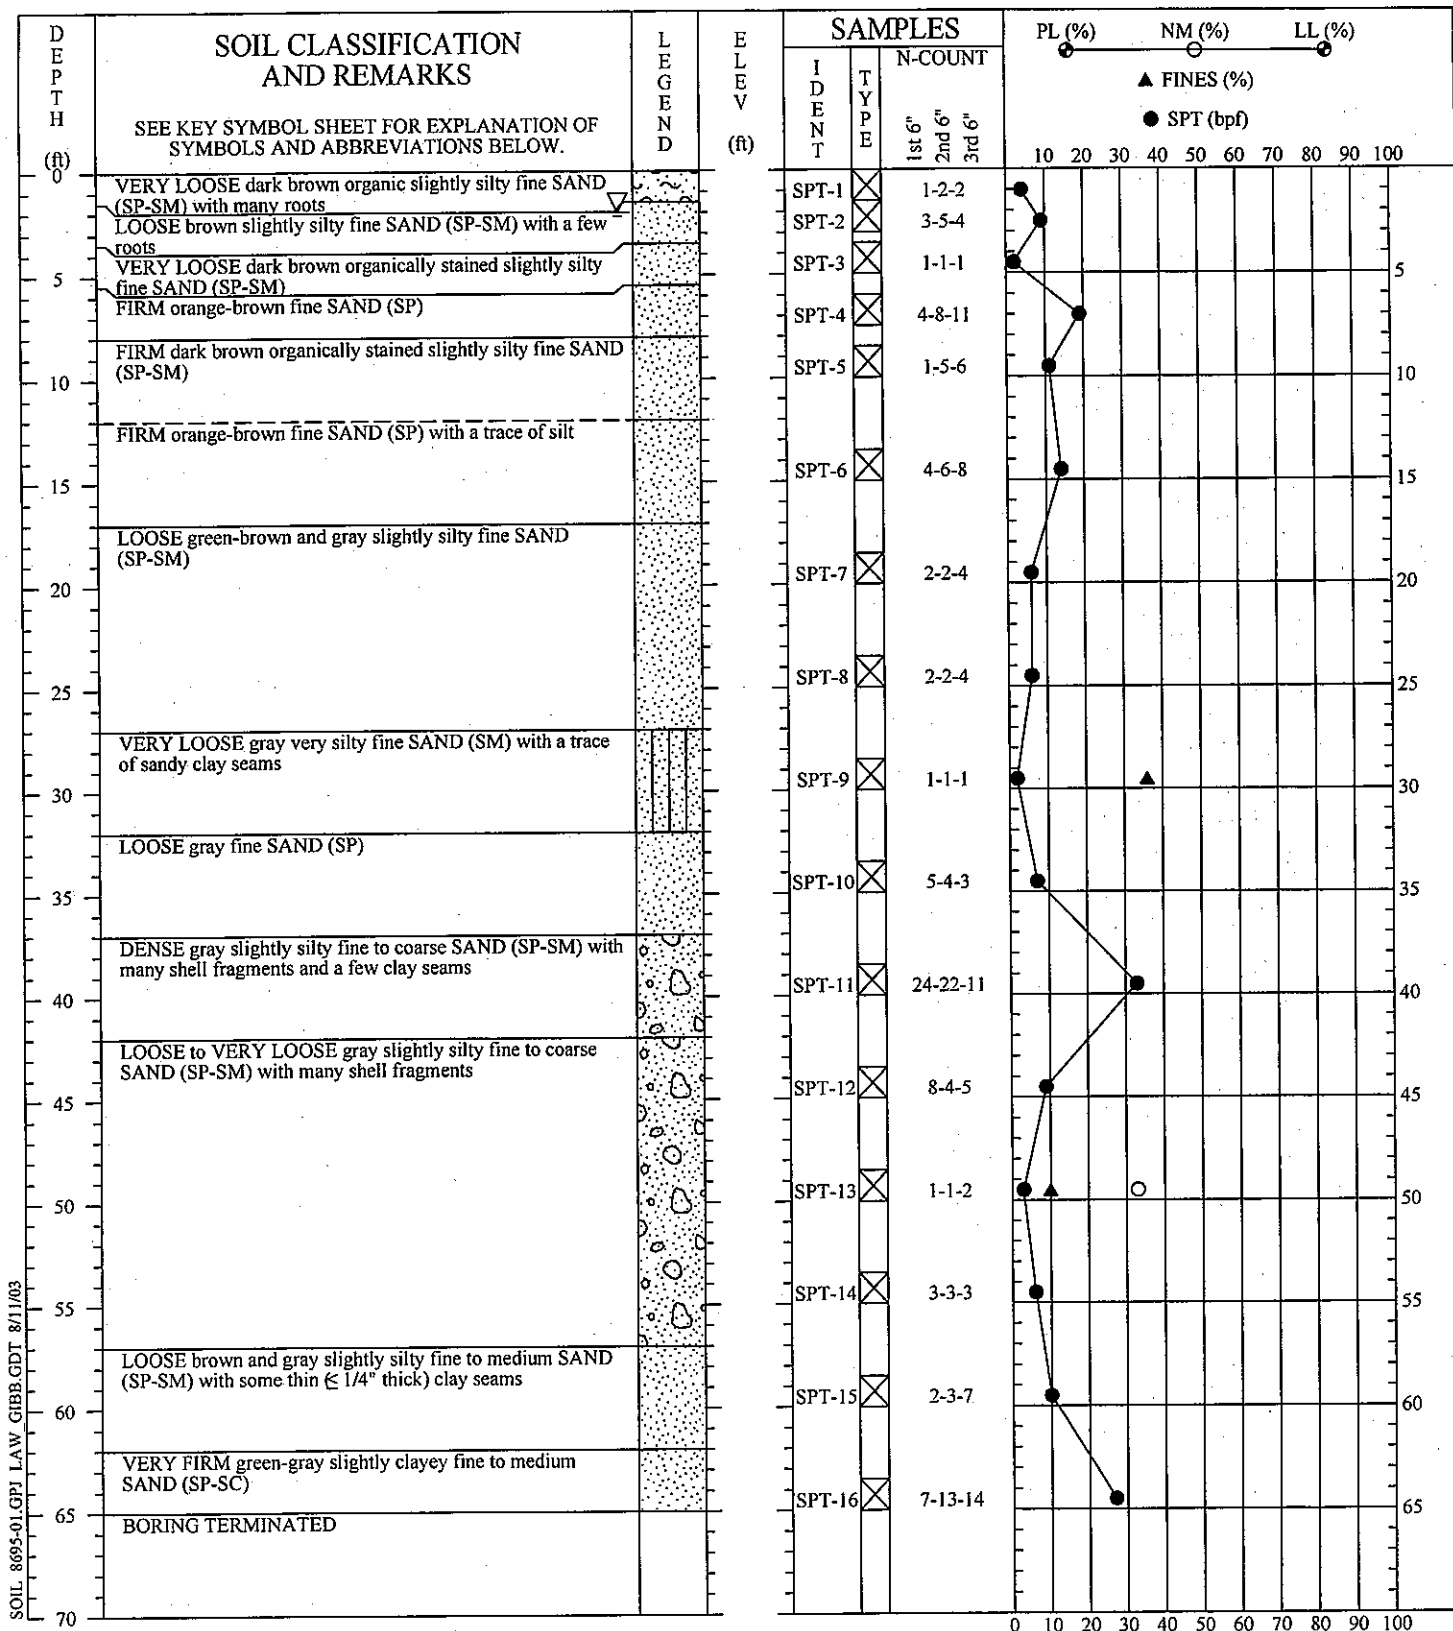 DEPTH
(ft)
SOIL CLASSIFICATION
AND REMARKS
SEE KEY SYMBOL SHEET FOR EXPLANATION OF
SYMBOLS AND ABBREVIATIONS BELOW.
LEGEND
ELEV
(ft)
SAMPLES
IDENT
TYPE
N-COUNT
1st 6"
2nd 6"
3rd 6"
PL (%) NM (%) LL (%)
▲ FINES (%)
● SPT (bpf)
10 20 30 40 50 60 70 80 90 100
0
VERY LOOSE dark brown organic slightly silty fine SAND
(SP-SM) with many roots
SPT-1 1-2-2
LOOSE brown slightly silty fine SAND (SP-SM) with a few
roots
SPT-2 3-5-4
VERY LOOSE dark brown organically stained slightly silty
fine SAND (SP-SM)
SPT-3 1-1-1
5 5
FIRM orange-brown fine SAND (SP)
SPT-4 4-8-11
FIRM dark brown organically stained slightly silty fine SAND
(SP-SM)
SPT-5 1-5-6
10 10
FIRM orange-brown fine SAND (SP) with a trace of silt
SPT-6 4-6-8
15 15
LOOSE green-brown and gray slightly silty fine SAND
(SP-SM)
SPT-7 2-2-4
20 20
SPT-8 2-2-4
25 25
VERY LOOSE gray very silty fine SAND (SM) with a trace
of sandy clay seams
SPT-9 1-1-1
30 30
LOOSE gray fine SAND (SP)
SPT-10 5-4-3
35 35
DENSE gray slightly silty fine to coarse SAND (SP-SM) with
many shell fragments and a few clay seams
SPT-11 24-22-11
40 40
LOOSE to VERY LOOSE gray slightly silty fine to coarse
SAND (SP-SM) with many shell fragments
SPT-12 8-4-5
45 45
SPT-13 1-1-2
50 50
SPT-14 3-3-3
55 55
LOOSE brown and gray slightly silty fine to medium SAND
(SP-SM) with some thin (≤ 1/4" thick) clay seams
SPT-15 2-3-7
60 60
VERY FIRM green-gray slightly clayey fine to medium
SAND (SP-SC)
SPT-16 7-13-14
65 65
BORING TERMINATED
70
0 10 20 30 40 50 60 70 80 90 100
SOIL 8695-01.GPJ LAW_GIBB.GDT 8/11/03